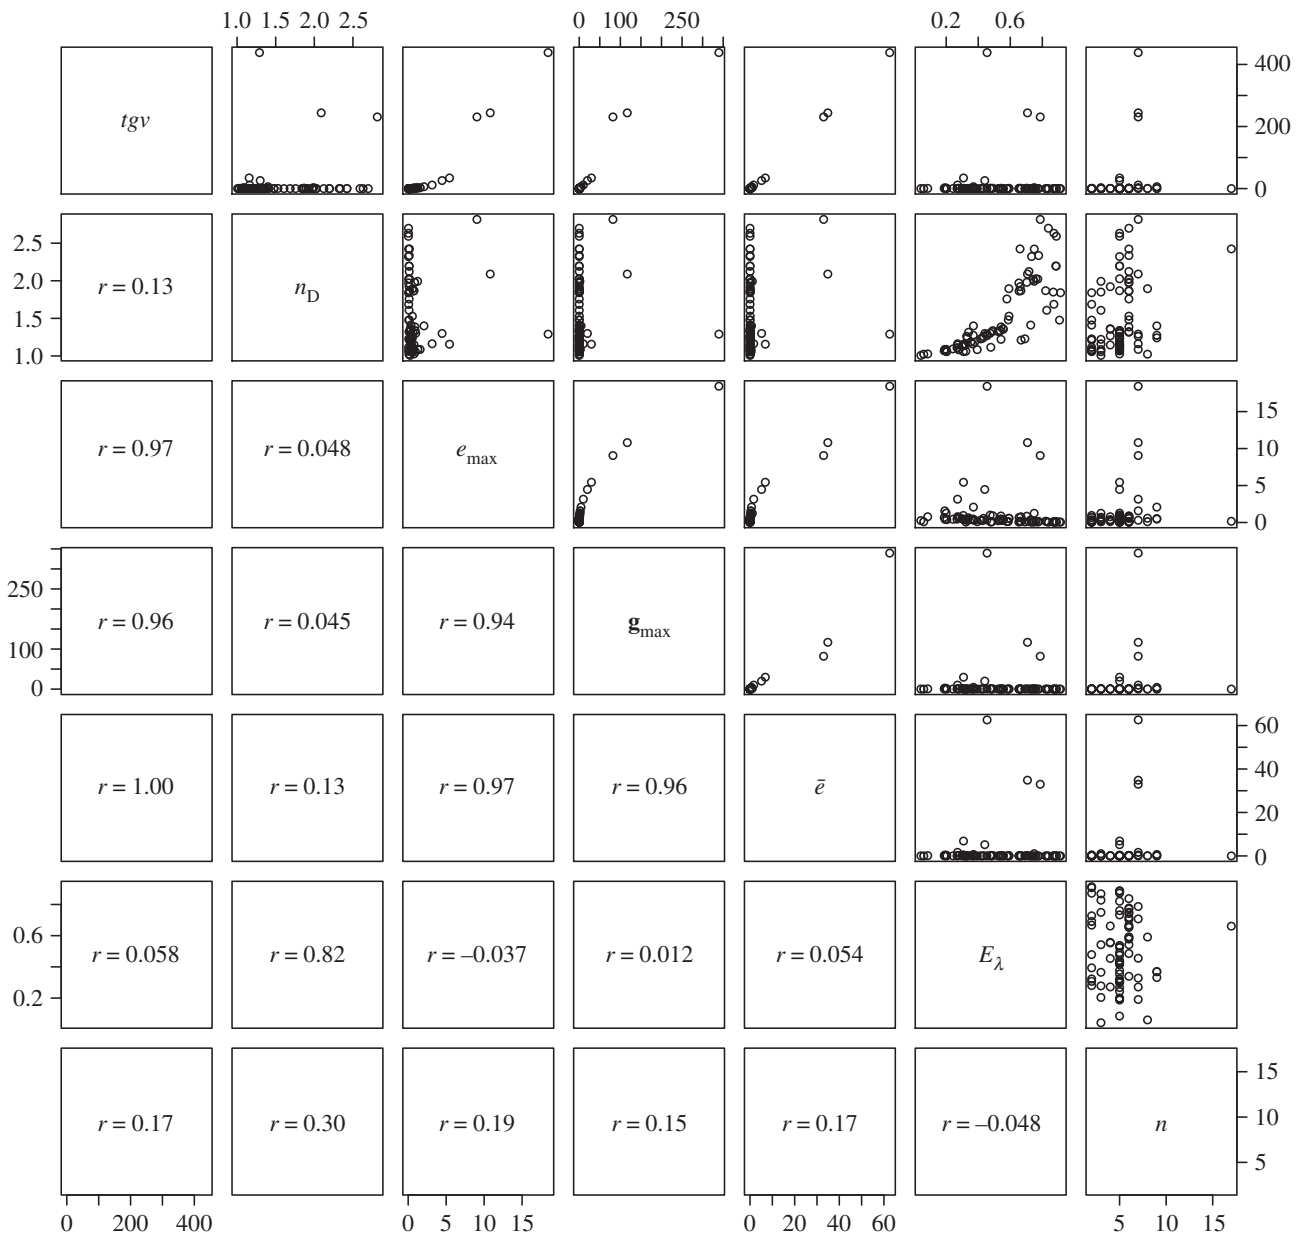 1.0 1.5 2.0 2.5 0 100 250 0.2 0.6
tgv 400 200 0
2.5 2.0 1.5 1.0 r = 0.13 n_D
r = 0.97 r = 0.048 e_max 15 10 5 0
250 100 0 r = 0.96 r = 0.045 r = 0.94 g_max
r = 1.00 r = 0.13 r = 0.97 r = 0.96 ē 60 40 20 0
0.6 0.2 r = 0.058 r = 0.82 r = –0.037 r = 0.012 r = 0.054 E_λ
r = 0.17 r = 0.30 r = 0.19 r = 0.15 r = 0.17 r = –0.048 n 15 10 5
0 200 400 0 5 10 15 0 20 40 60 5 10 15